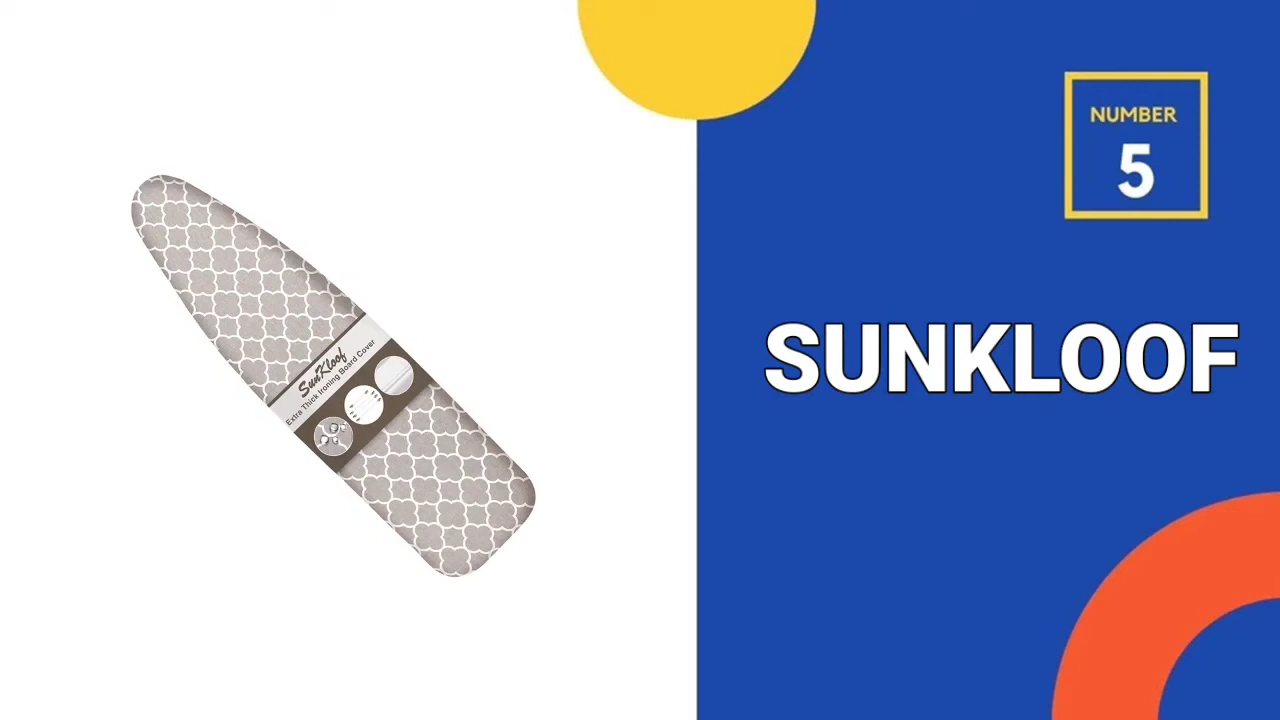 NUMBER
5
SUNKLOOF
SunKloof
Extra Thick Ironing Board Cover